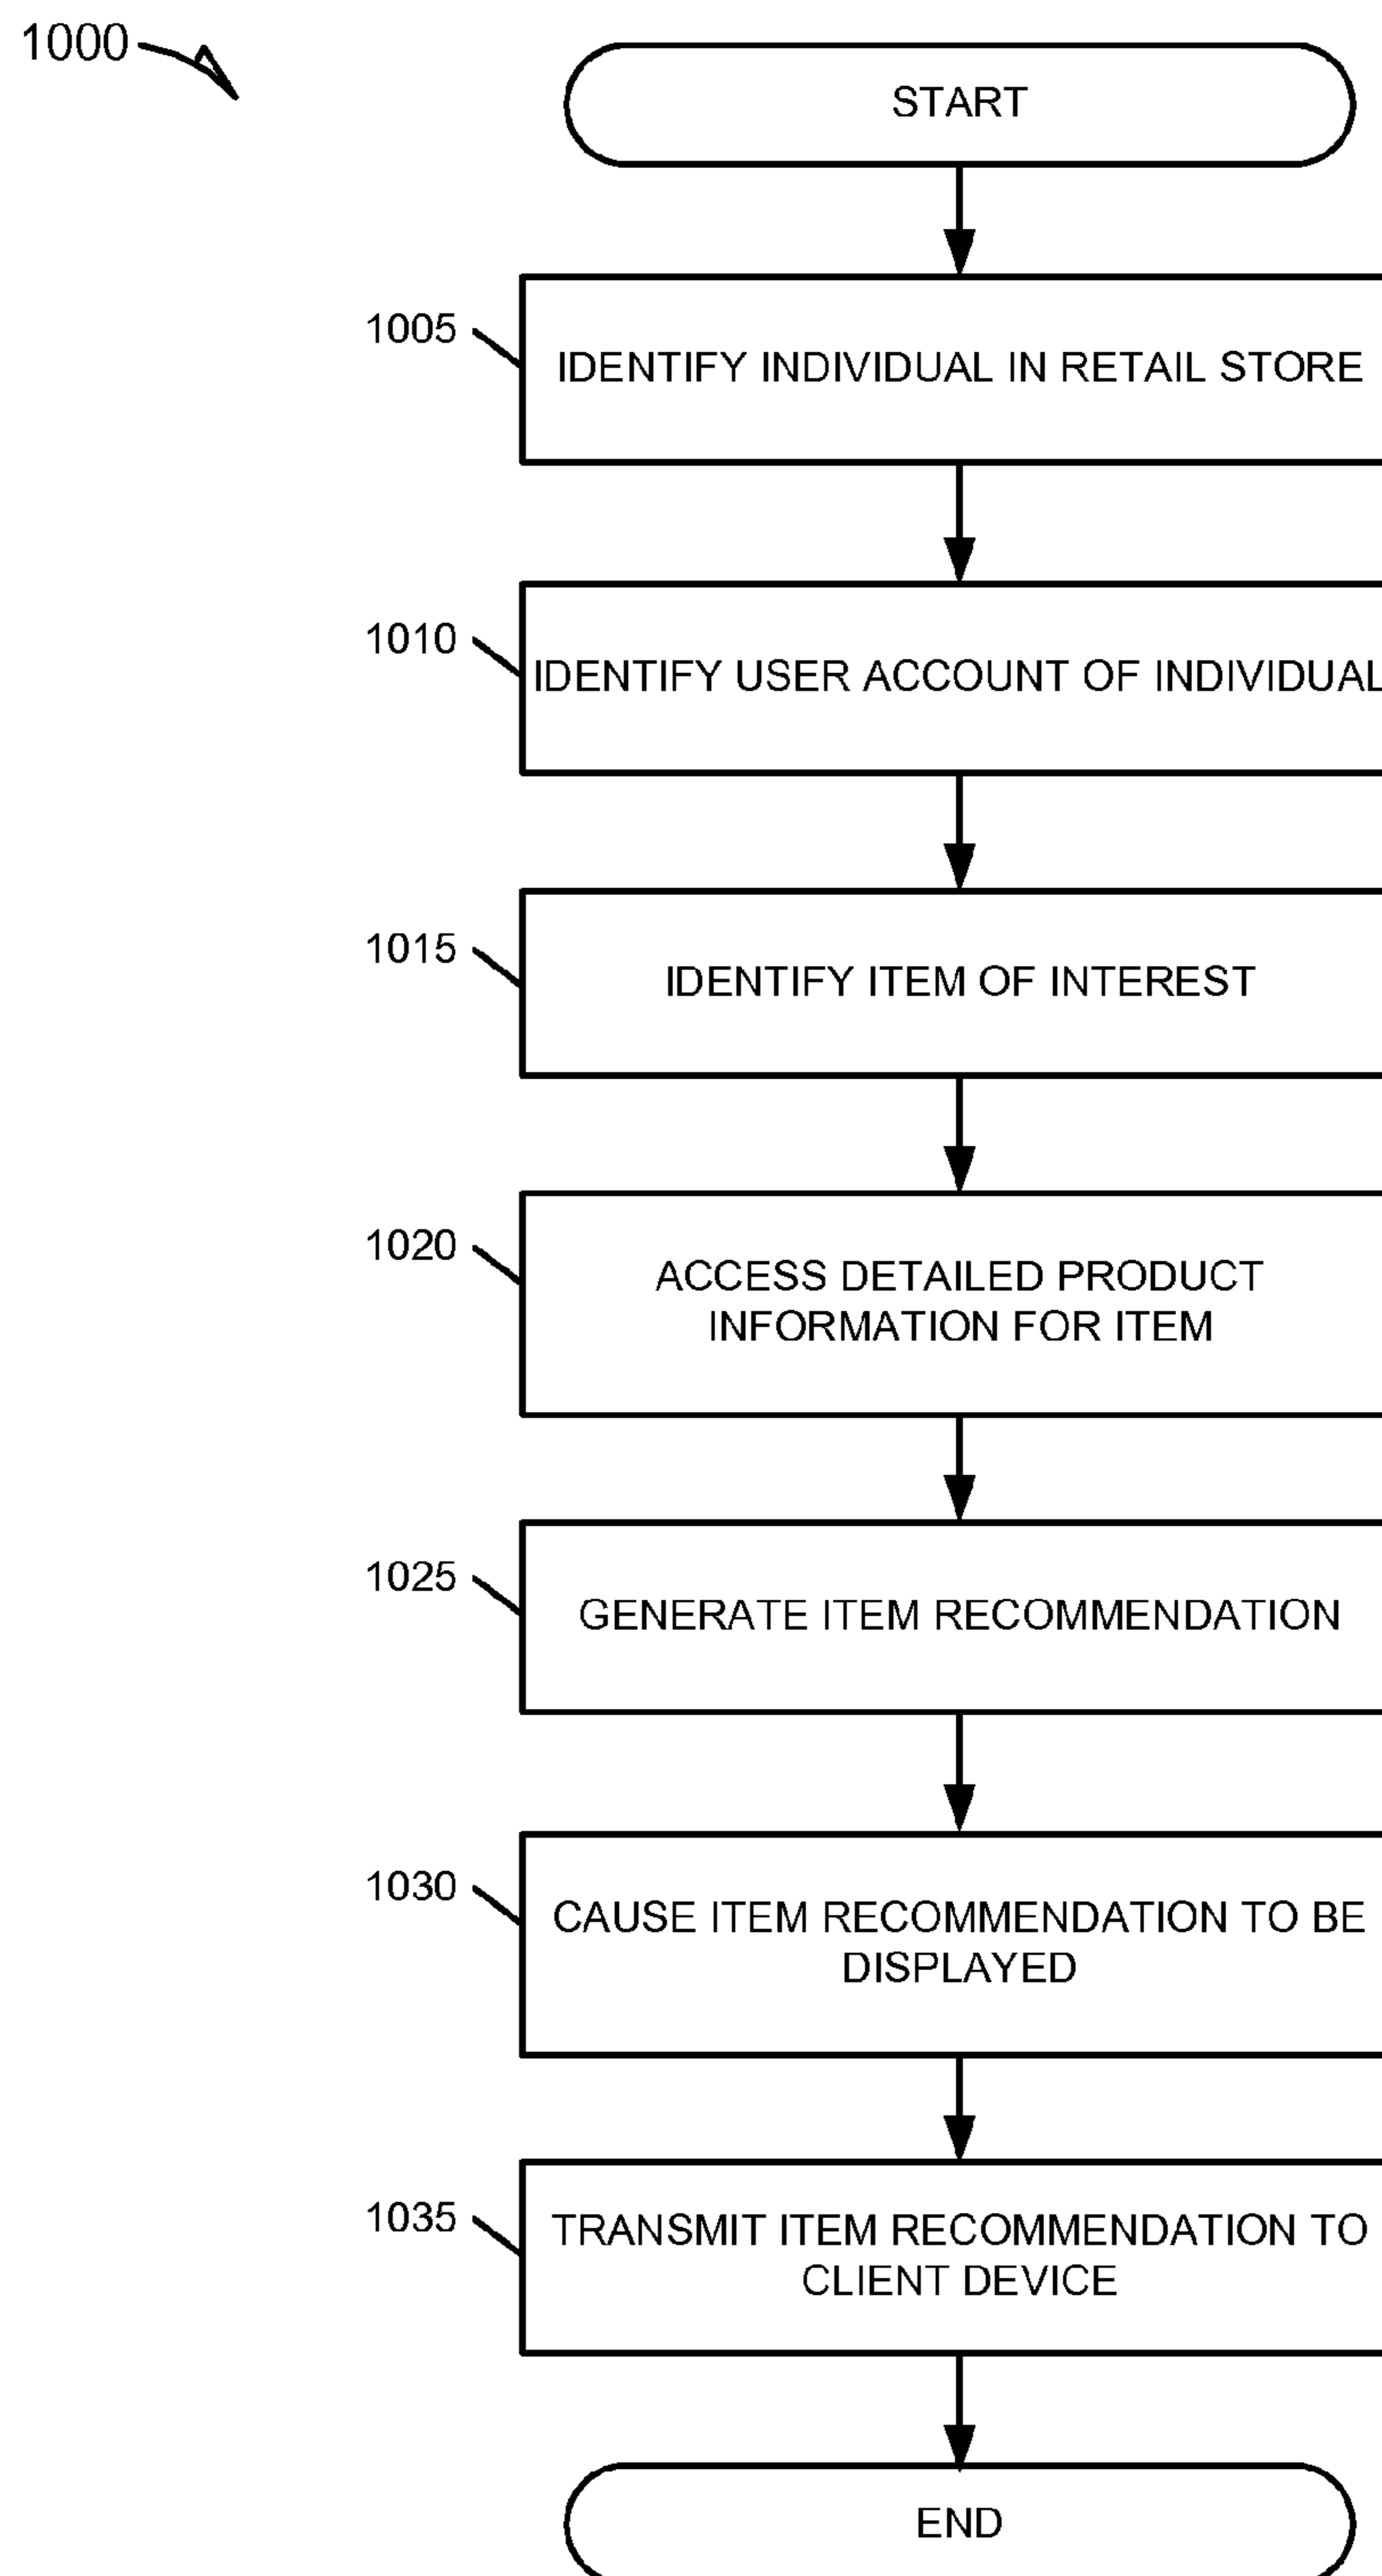 1000
START
1005
IDENTIFY INDIVIDUAL IN RETAIL STORE
1010
IDENTIFY USER ACCOUNT OF INDIVIDUAL
1015
IDENTIFY ITEM OF INTEREST
1020
ACCESS DETAILED PRODUCT
INFORMATION FOR ITEM
1025
GENERATE ITEM RECOMMENDATION
1030
CAUSE ITEM RECOMMENDATION TO BE
DISPLAYED
1035
TRANSMIT ITEM RECOMMENDATION TO
CLIENT DEVICE
END